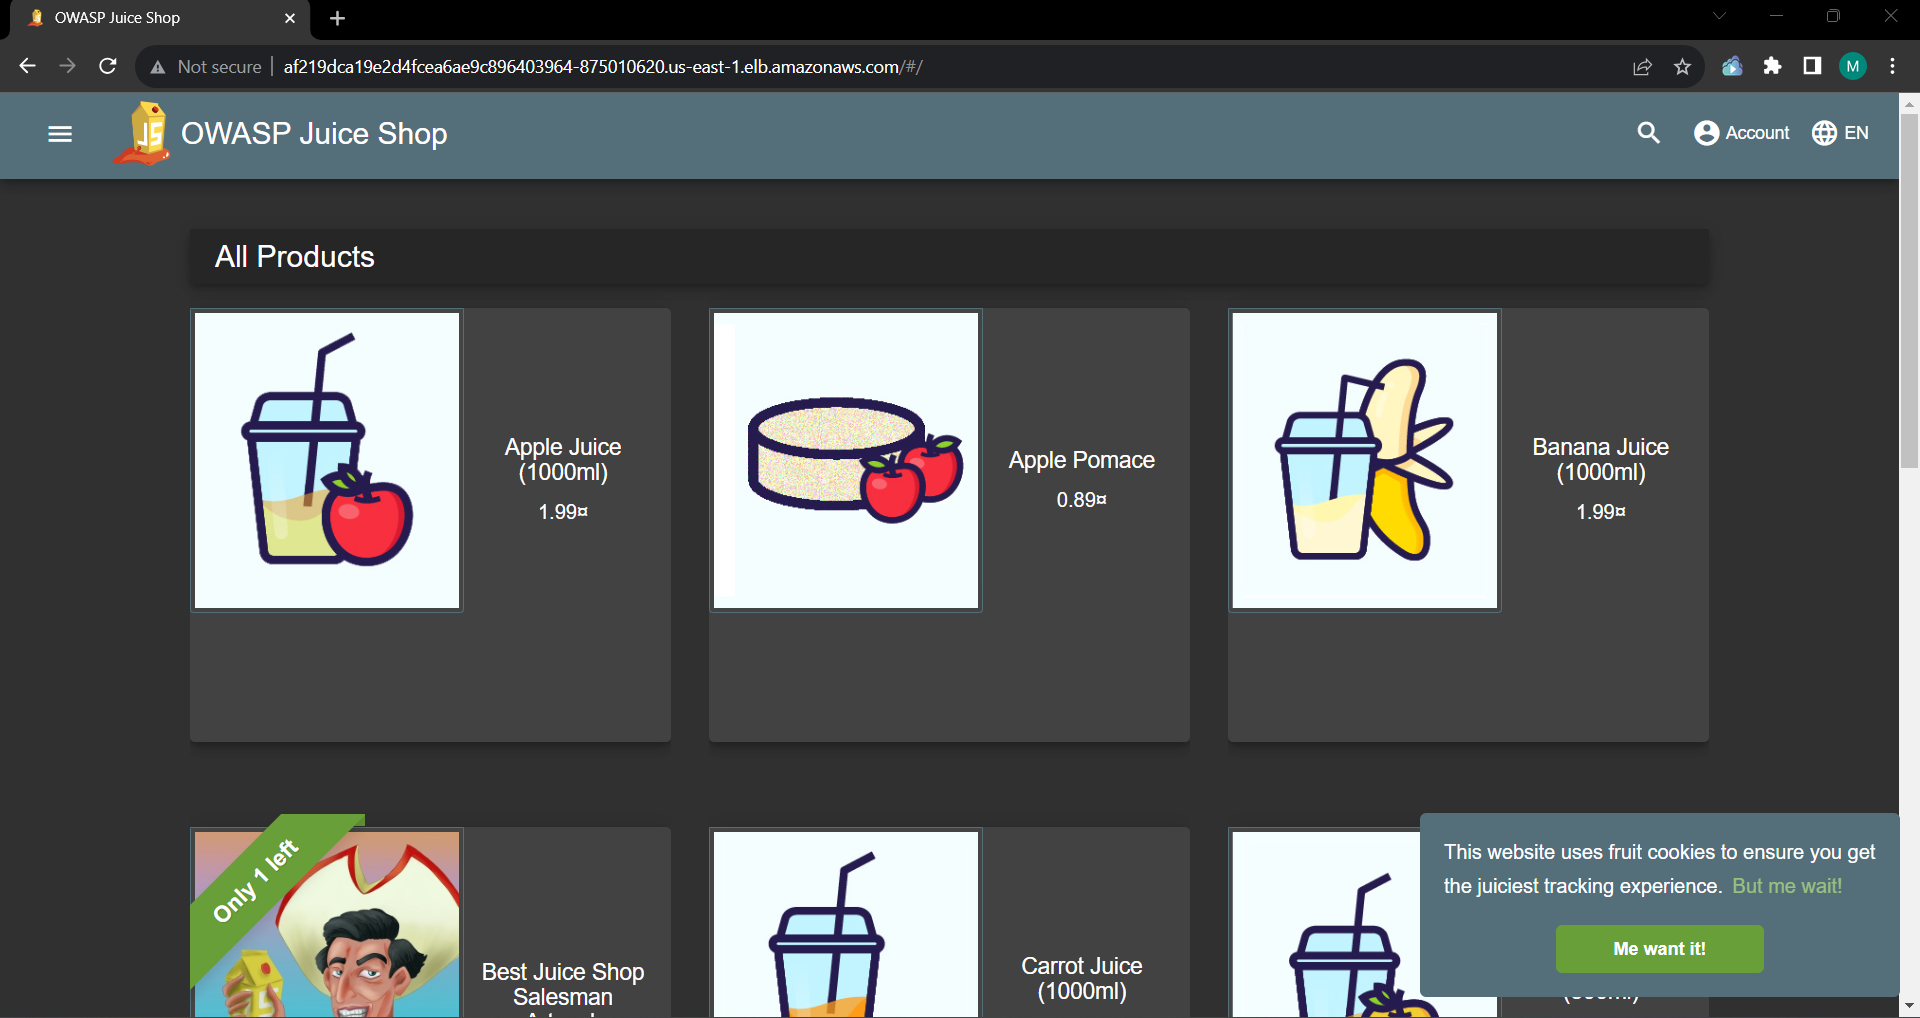 OWASP Juice Shop
Not secure
af219dca19e2d4fcea6ae9c896403964-875010620.us-east-1.elb.amazonaws.com/#/
M
JS
OWASP Juice Shop
Account
EN
All Products
Apple Juice
(1000ml)
1.99¤
Apple Pomace
0.89¤
Banana Juice
(1000ml)
1.99¤
Only 1 left
Best Juice Shop
Salesman
Carrot Juice
(1000ml)
This website uses fruit cookies to ensure you get
the juiciest tracking experience. But me wait!
Me want it!